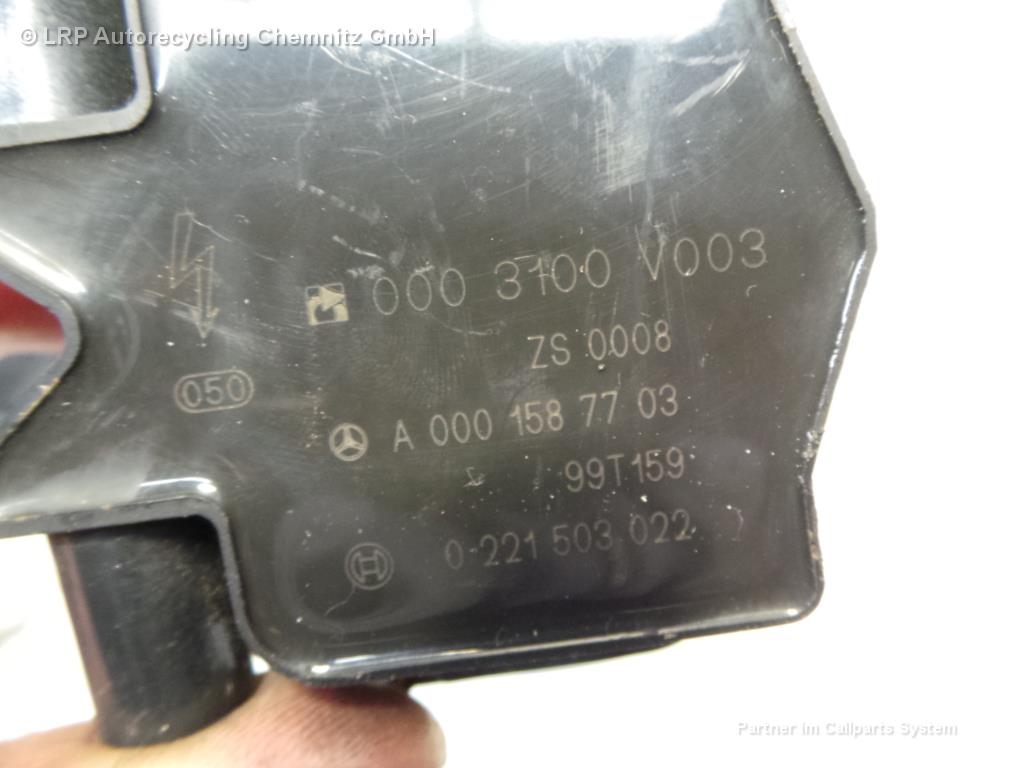 © LRP Autorecycling Chemnitz GmbH
000 3100 V003
ZS 0008
050
A 000 158 77 03
99T159
0 221 503 022
Partner im Callparts System